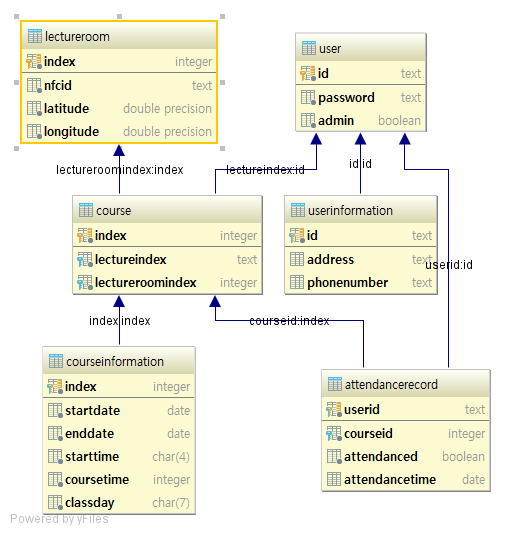 lectureroom
index integer
nfcid text
latitude double precision
longitude double precision
user
id text
password text
admin boolean
lectureroomindex:index
lectureindex:id
id:id
course
index integer
lectureindex text
lectureroomindex integer
userinformation
id text
address text
phonenumber text
userid:id
index:index
courseid:index
courseinformation
index integer
startdate date
enddate date
starttime char(4)
coursetime integer
classday char(7)
attendancerecord
userid text
courseid integer
attendanced boolean
attendancetime date
Powered by yFiles